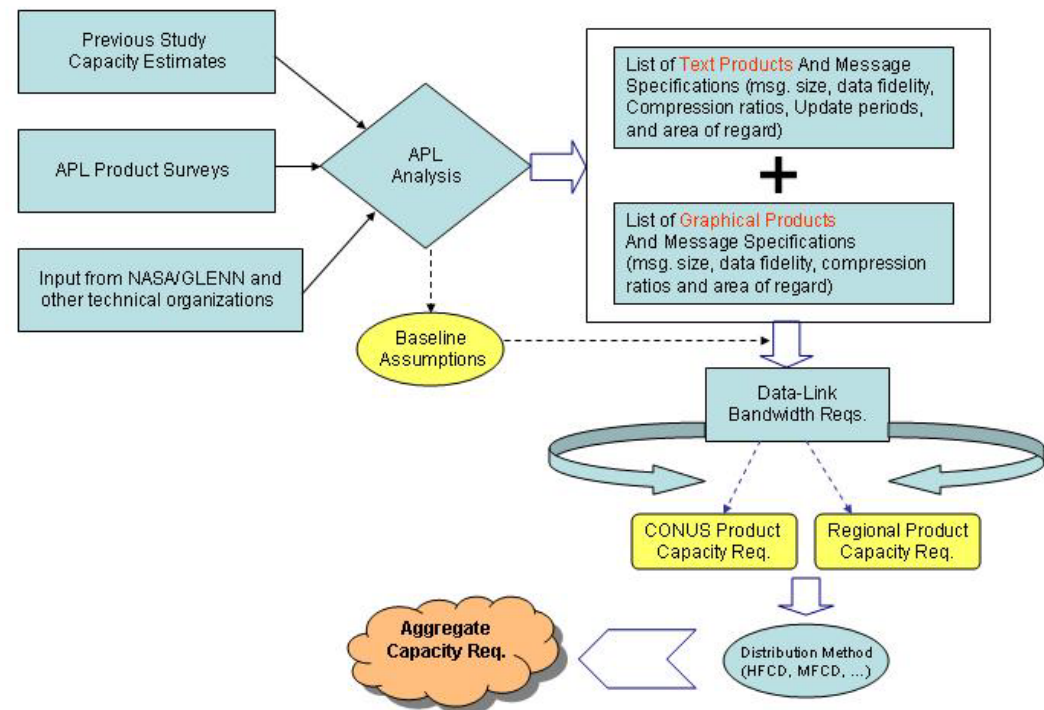 Previous Study
Capacity Estimates
APL Product Surveys
Input from NASA/GLENN and
other technical organizations
APL
Analysis
Baseline
Assumptions
List of Text Products And Message
Specifications (msg. size, data fidelity,
Compression ratios, Update periods,
and area of regard)
+
List of Graphical Products
And Message Specifications
(msg. size, data fidelity, compression
ratios and area of regard)
Data-Link
Bandwidth Reqs.
CONUS Product
Capacity Req.
Regional Product
Capacity Req.
Distribution Method
(HFCD, MFCD, ...)
Aggregate
Capacity Req.